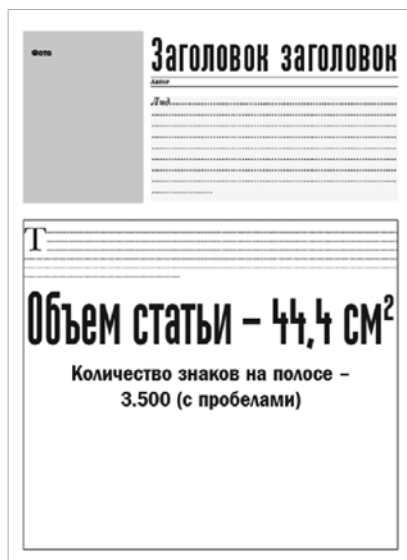 Фото
Заголовок заголовок
Автор
Лид
Т
Объем статьи – 44,4 см²
Количество знаков на полосе –
3.500 (с пробелами)